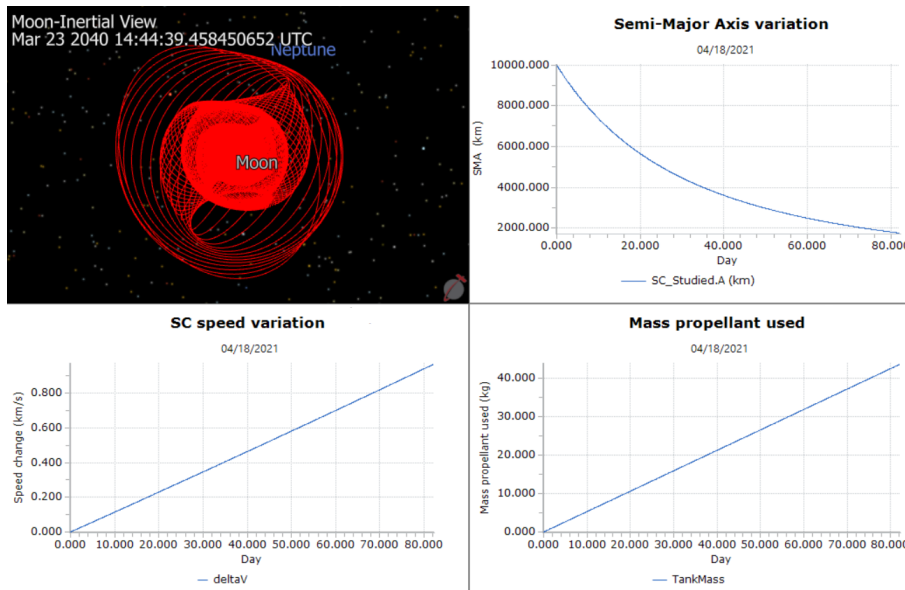 Moon-Inertial View
Mar 23 2040 14:44:39.458450652 UTC
Neptune
Moon
Semi-Major Axis variation
04/18/2021
10000.000
8000.000
6000.000
4000.000
2000.000
SMA (km)
0.000 20.000 40.000 60.000 80.000
Day
SC_Studied.A (km)
SC speed variation
04/18/2021
0.800
0.600
0.400
0.200
0.000
Speed change (km/s)
0.000 10.000 20.000 30.000 40.000 50.000 60.000 70.000 80.000
Day
deltaV
Mass propellant used
04/18/2021
40.000
30.000
20.000
10.000
0.000
Mass propellant used (kg)
0.000 10.000 20.000 30.000 40.000 50.000 60.000 70.000 80.000
Day
TankMass